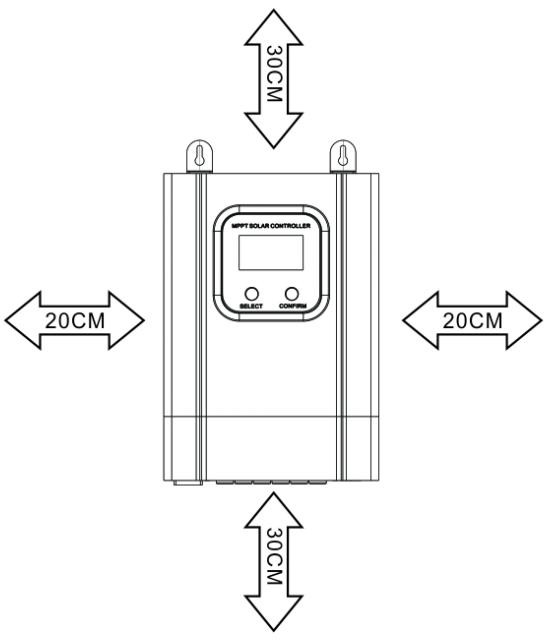 30CM
MPPT SOLAR CONTROLLER
SELECT CONFIRM
20CM
20CM
30CM